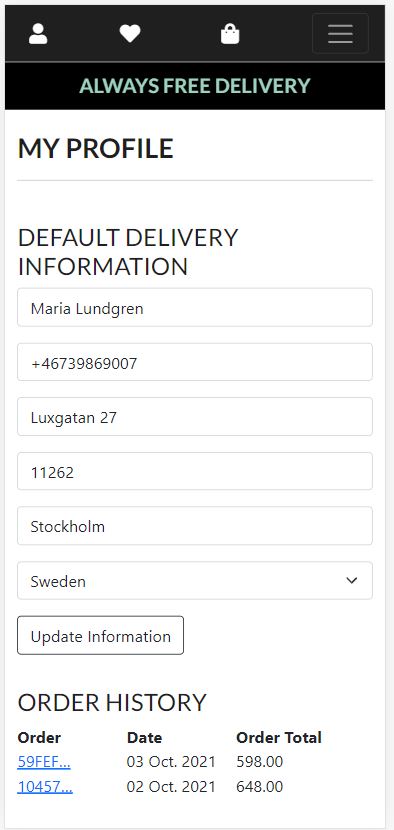 ALWAYS FREE DELIVERY
MY PROFILE
DEFAULT DELIVERY
INFORMATION
Maria Lundgren
+46739869007
Luxgatan 27
11262
Stockholm
Sweden
Update Information
ORDER HISTORY
Order Date Order Total
59FEF... 03 Oct. 2021 598.00
10457... 02 Oct. 2021 648.00